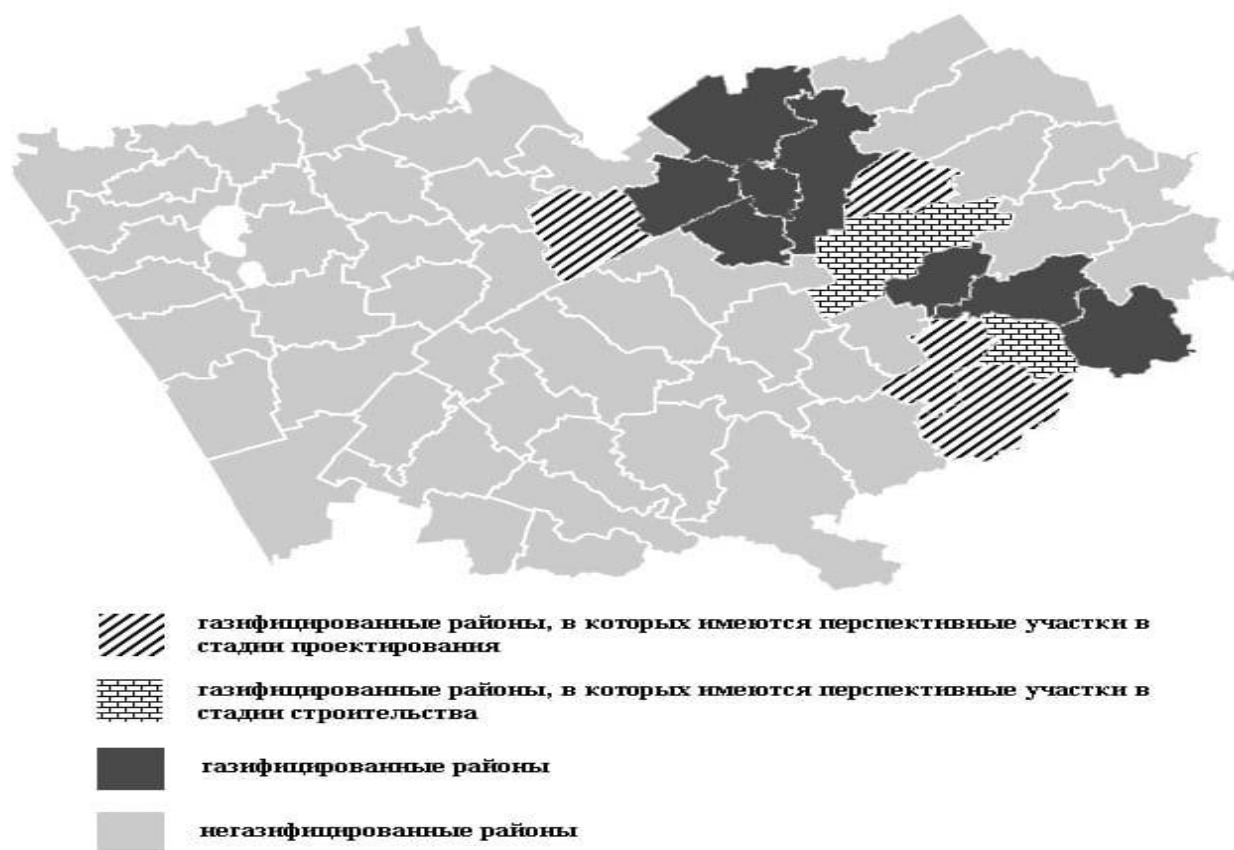 газифицированные районы, в которых имеются перспективные участки в
стадии проектирования
газифицированные районы, в которых имеются перспективные участки в
стадии строительства
газифицированные районы
негазифицированные районы